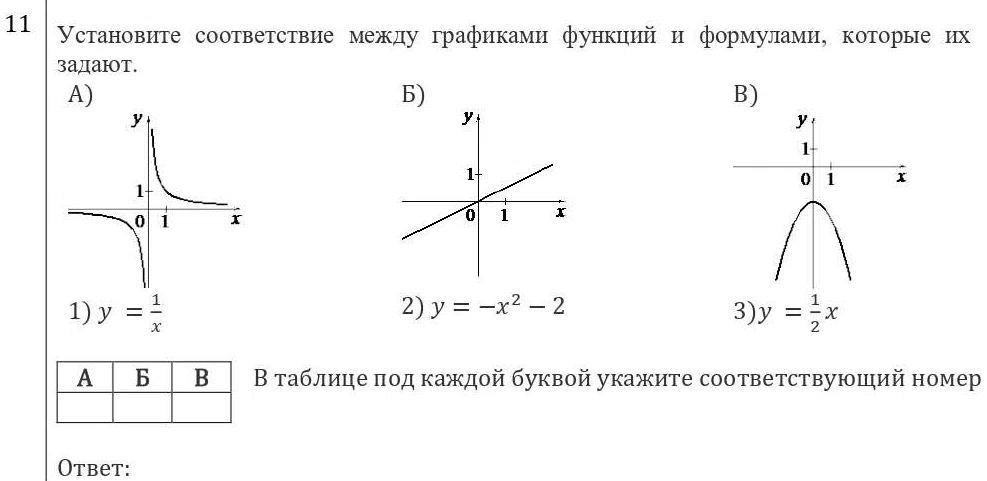 11
Установите соответствие между графиками функций и формулами, которые их
задают.
А) Б) В)
y 1 0 1 x
y 1 0 1 x
y 1 0 1 x
1) y = 1/x 2) y = −x² − 2 3)y = 1/2 x
А Б В
В таблице под каждой буквой укажите соответствующий номер
Ответ: